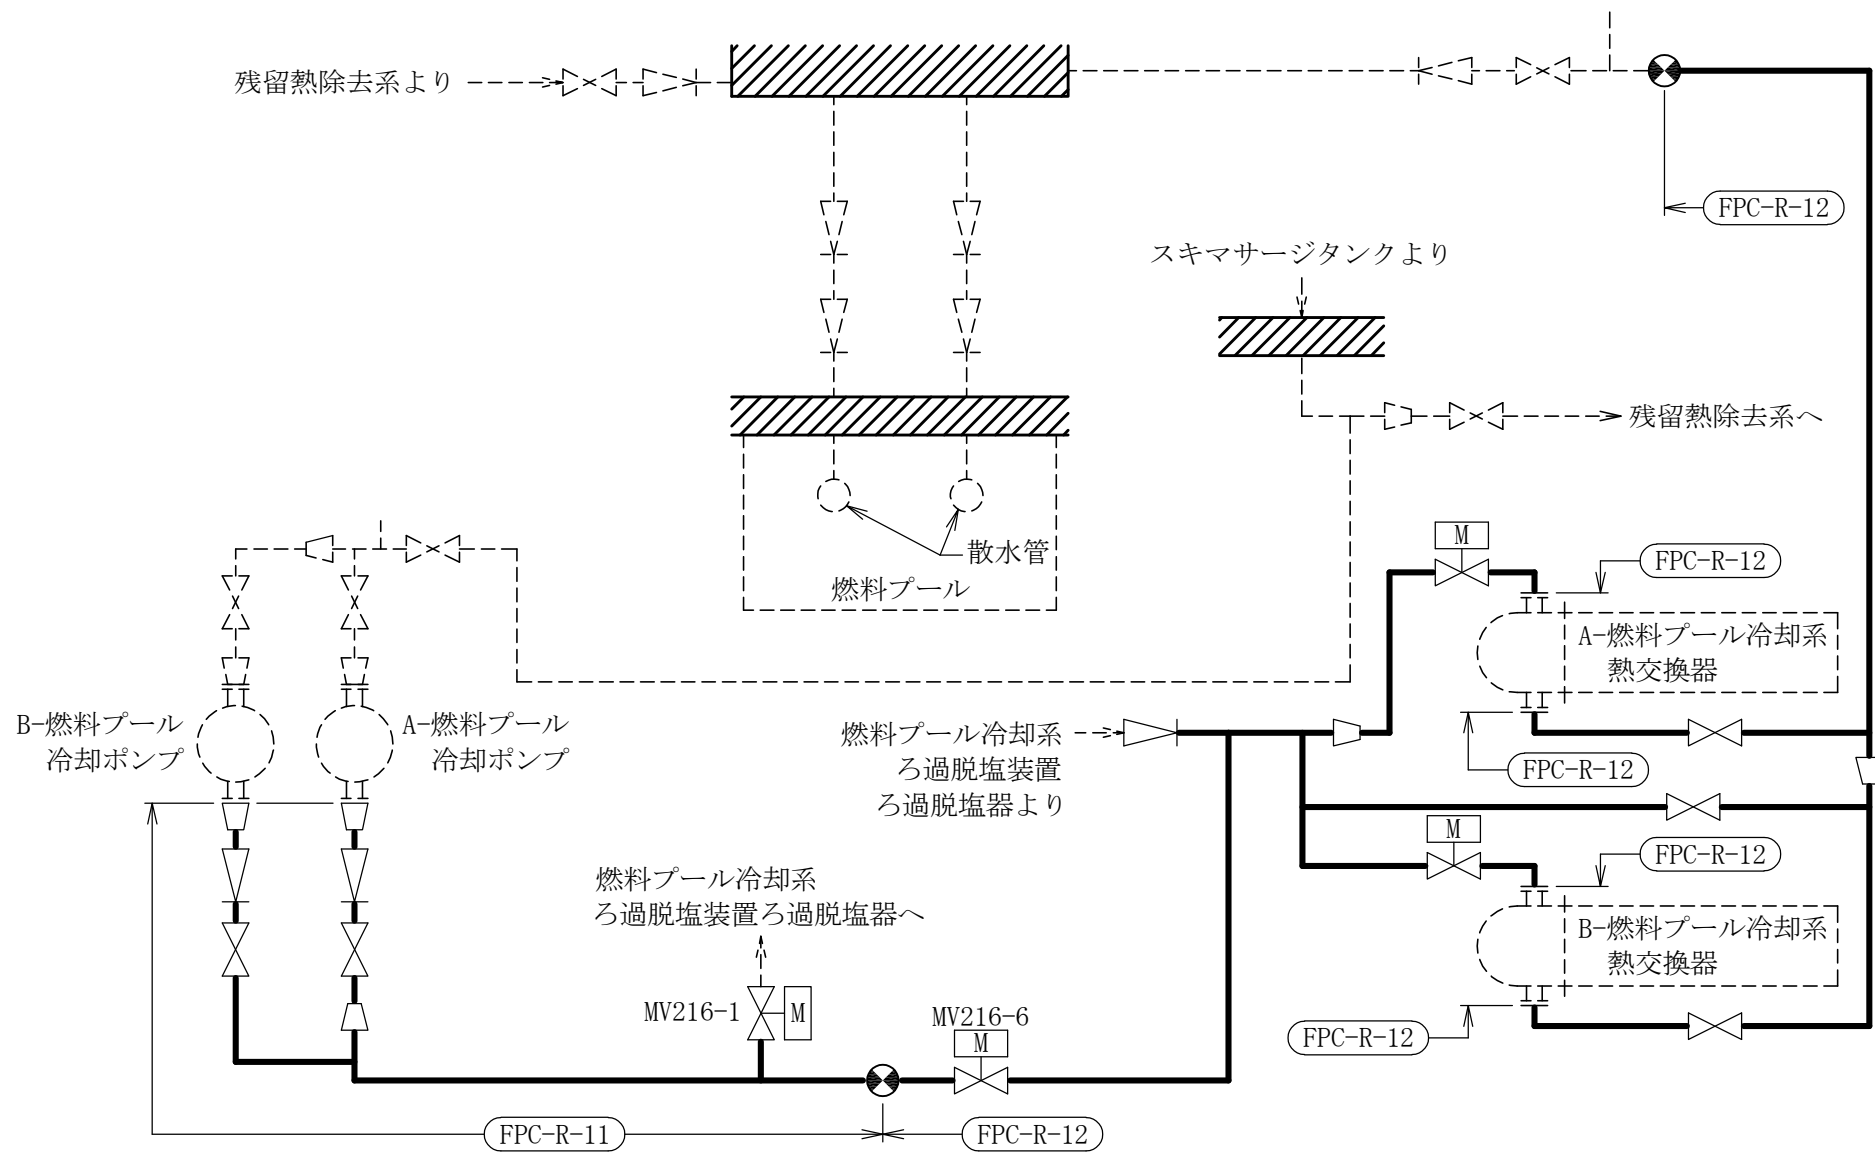 残留熱除去系より
FPC-R-12
スキマサージタンクより
残留熱除去系へ
散水管
燃料プール
M
FPC-R-12
A-燃料プール冷却系
熱交換器
FPC-R-12
B-燃料プール
冷却ポンプ
A-燃料プール
冷却ポンプ
燃料プール冷却系
ろ過脱塩装置
ろ過脱塩器より
M
FPC-R-12
B-燃料プール冷却系
熱交換器
FPC-R-12
燃料プール冷却系
ろ過脱塩装置ろ過脱塩器へ
MV216-1
M
MV216-6
M
FPC-R-11
FPC-R-12